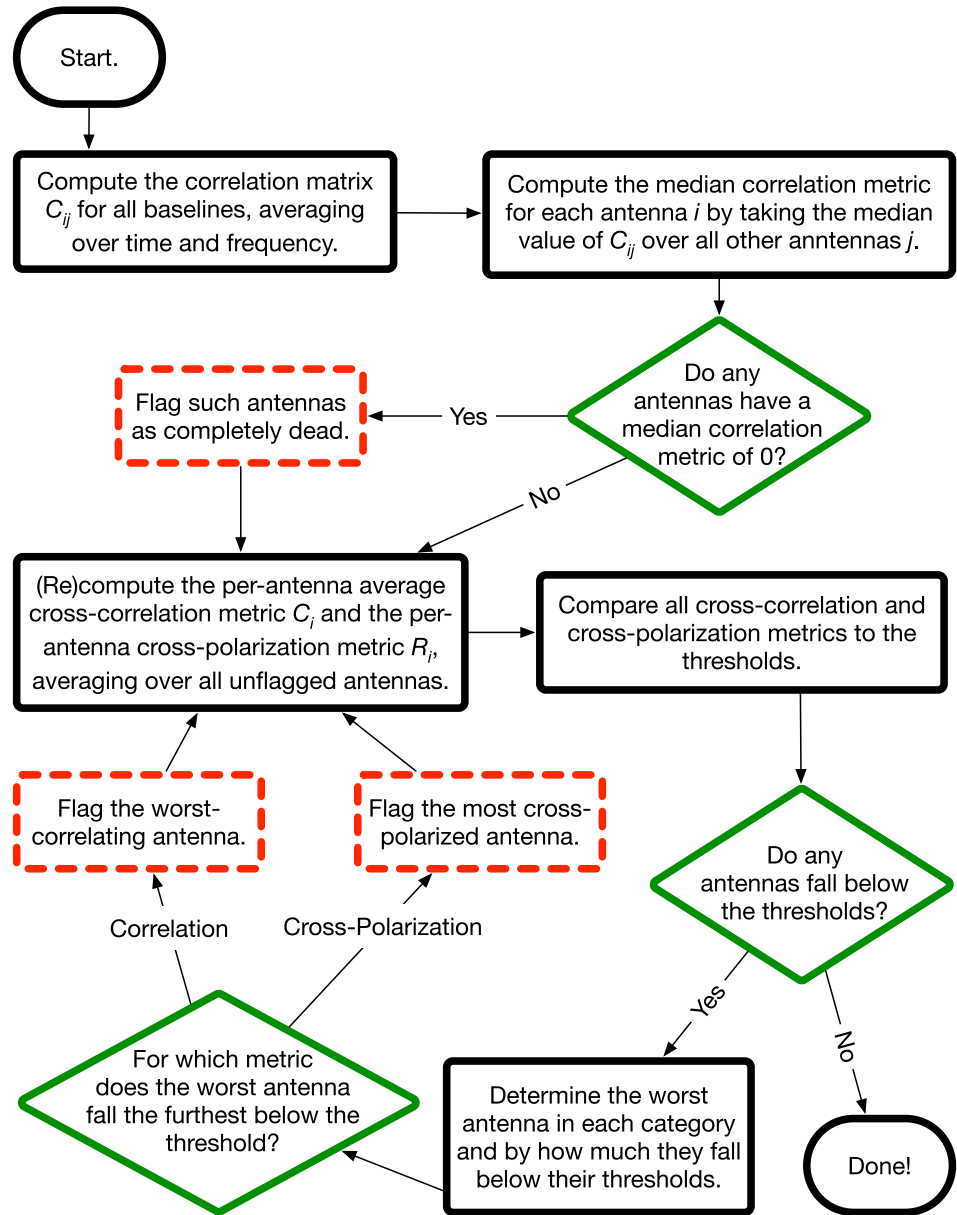 Start.
Compute the correlation matrix
C_ij for all baselines, averaging
over time and frequency.
Compute the median correlation metric
for each antenna i by taking the median
value of C_ij over all other anntennas j.
Do any
antennas have a
median correlation
metric of 0?
Yes
Flag such antennas
as completely dead.
No
(Re)compute the per-antenna average
cross-correlation metric C_i and the per-
antenna cross-polarization metric R_i,
averaging over all unflagged antennas.
Compare all cross-correlation and
cross-polarization metrics to the
thresholds.
Do any
antennas fall below
the thresholds?
Yes
No
Done!
Determine the worst
antenna in each category
and by how much they fall
below their thresholds.
For which metric
does the worst antenna
fall the furthest below the
threshold?
Correlation
Cross-Polarization
Flag the worst-
correlating antenna.
Flag the most cross-
polarized antenna.